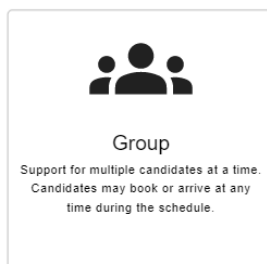 Group
Support for multiple candidates at a time.
Candidates may book or arrive at any
time during the schedule.